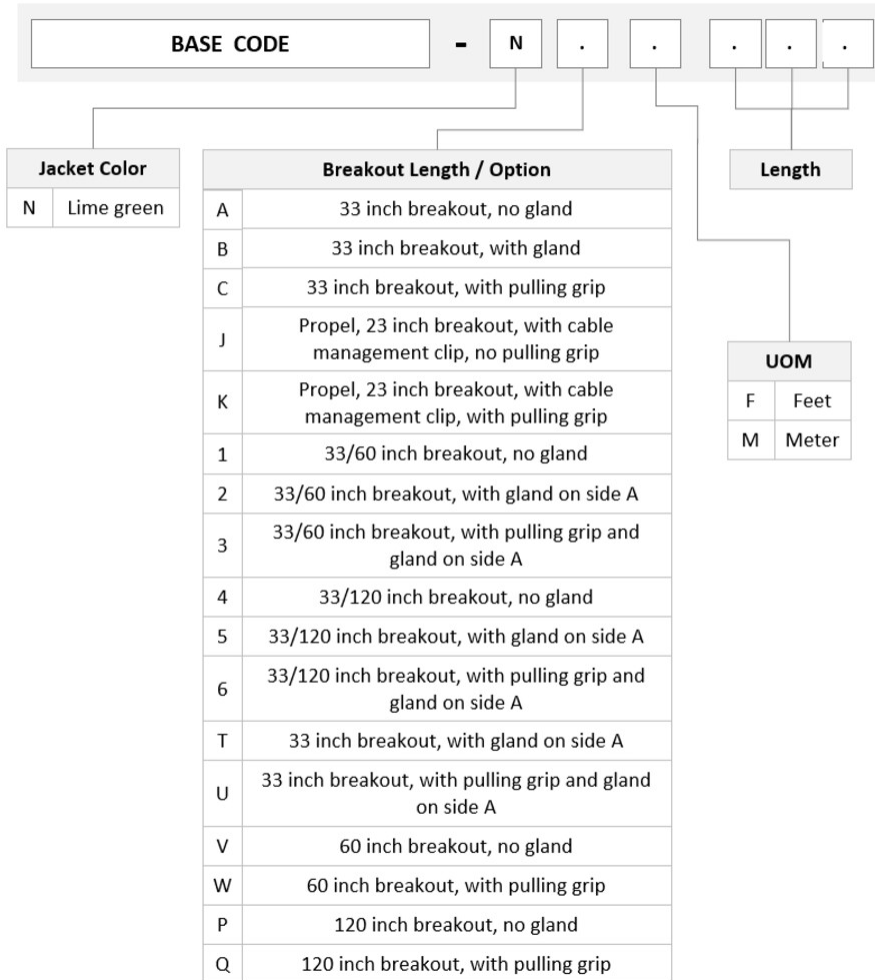 BASE CODE - N . . . . .
Jacket Color
N Lime green
Breakout Length / Option
A 33 inch breakout, no gland
B 33 inch breakout, with gland
C 33 inch breakout, with pulling grip
J Propel, 23 inch breakout, with cable
management clip, no pulling grip
K Propel, 23 inch breakout, with cable
management clip, with pulling grip
1 33/60 inch breakout, no gland
2 33/60 inch breakout, with gland on side A
3 33/60 inch breakout, with pulling grip and
gland on side A
4 33/120 inch breakout, no gland
5 33/120 inch breakout, with gland on side A
6 33/120 inch breakout, with pulling grip and
gland on side A
T 33 inch breakout, with gland on side A
U 33 inch breakout, with pulling grip and gland
on side A
V 60 inch breakout, no gland
W 60 inch breakout, with pulling grip
P 120 inch breakout, no gland
Q 120 inch breakout, with pulling grip
Length
UOM
F Feet
M Meter